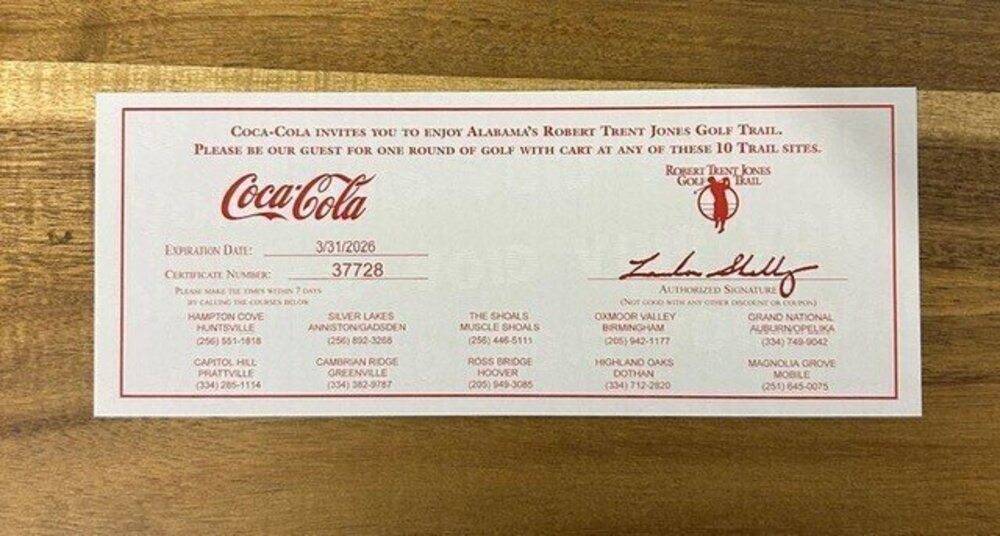 COCA-COLA INVITES YOU TO ENJOY ALABAMA'S ROBERT TRENT JONES GOLF TRAIL.
PLEASE BE OUR GUEST FOR ONE ROUND OF GOLF WITH CART AT ANY OF THESE 10 TRAIL SITES.
Coca-Cola
ROBERT TRENT JONES
GOLF TRAIL
EXPIRATION DATE: 3/31/2026
CERTIFICATE NUMBER: 37728
PLEASE MAKE TEE TIMES WITHIN 7 DAYS
BY CALLING THE COURSES BELOW
AUTHORIZED SIGNATURE
(NOT GOOD WITH ANY OTHER DISCOUNT OR COUPON)
HAMPTON COVE
HUNTSVILLE
(256) 551-1818
SILVER LAKES
ANNISTON/GADSDEN
(256) 892-3268
THE SHOALS
MUSCLE SHOALS
(256) 446-5111
OXMOOR VALLEY
BIRMINGHAM
(205) 942-1177
GRAND NATIONAL
AUBURN/OPELIKA
(334) 749-9042
CAPITOL HILL
PRATTVILLE
(334) 285-1114
CAMBRIAN RIDGE
GREENVILLE
(334) 382-9787
ROSS BRIDGE
HOOVER
(205) 949-3085
HIGHLAND OAKS
DOTHAN
(334) 712-2820
MAGNOLIA GROVE
MOBILE
(251) 645-0075